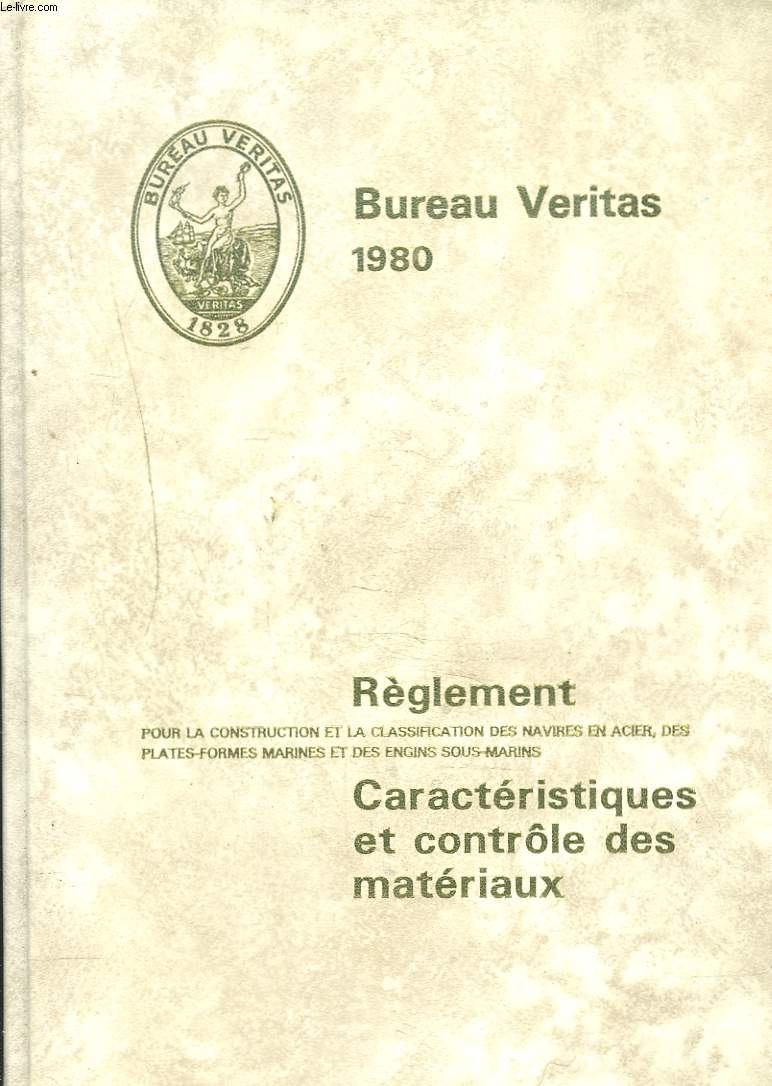 Le-livre.com
BUREAU VERITAS
VERITAS
1828
Bureau Veritas
1980
Règlement
POUR LA CONSTRUCTION ET LA CLASSIFICATION DES NAVIRES EN ACIER, DES
PLATES-FORMES MARINES ET DES ENGINS SOUS-MARINS
Caractéristiques
et contrôle des
matériaux